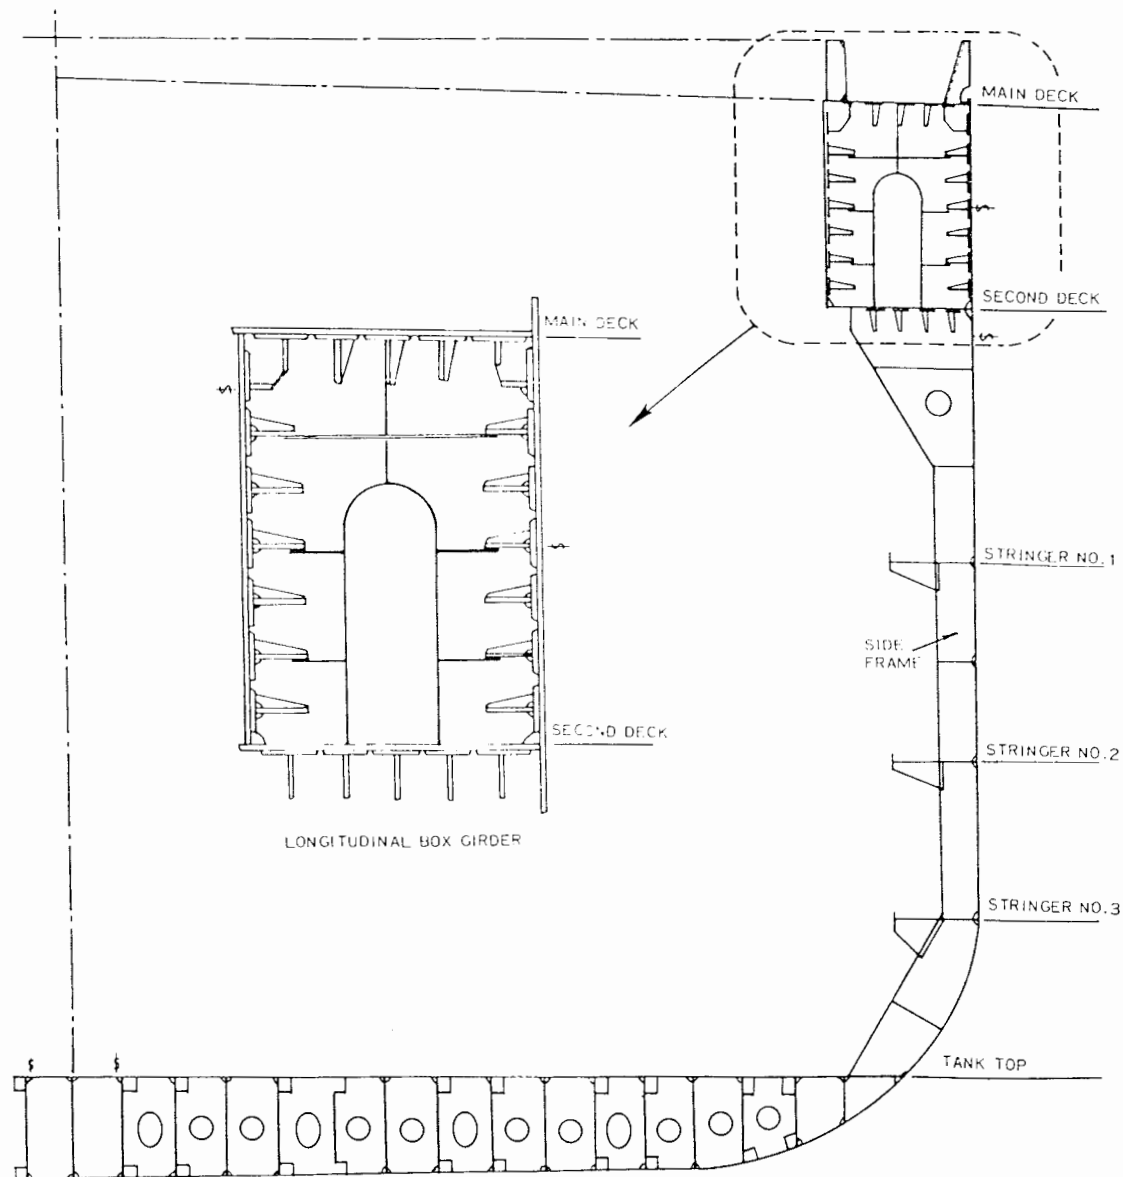 MAIN DECK
SECOND DECK
MAIN DECK
STRINGER NO.1
SIDE
FRAME
SECOND DECK
STRINGER NO.2
LONGITUDINAL BOX GIRDER
STRINGER NO.3
TANK TOP